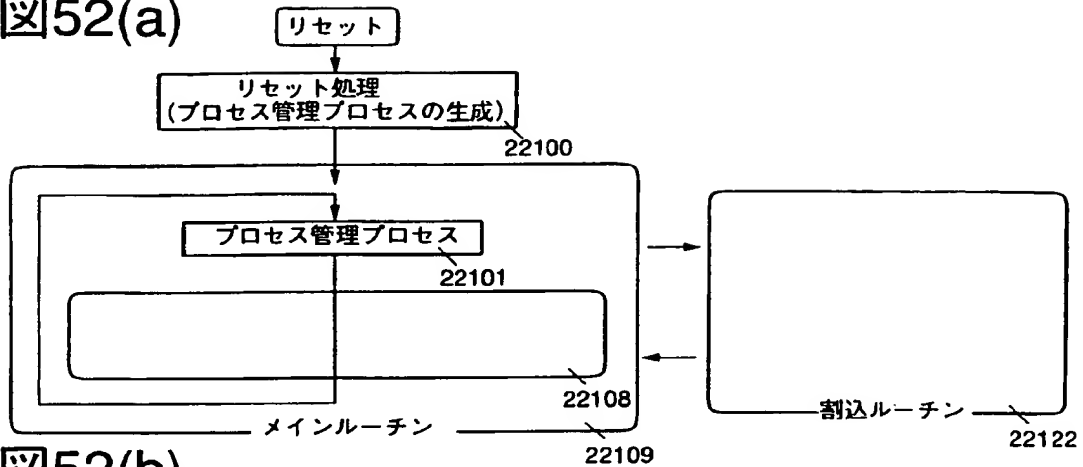 図52(a)
リセット
リセット処理
(プロセス管理プロセスの生成)
22100
プロセス管理プロセス
22101
22108
メインルーチン
22109
割込ルーチン
22122
図52(b)